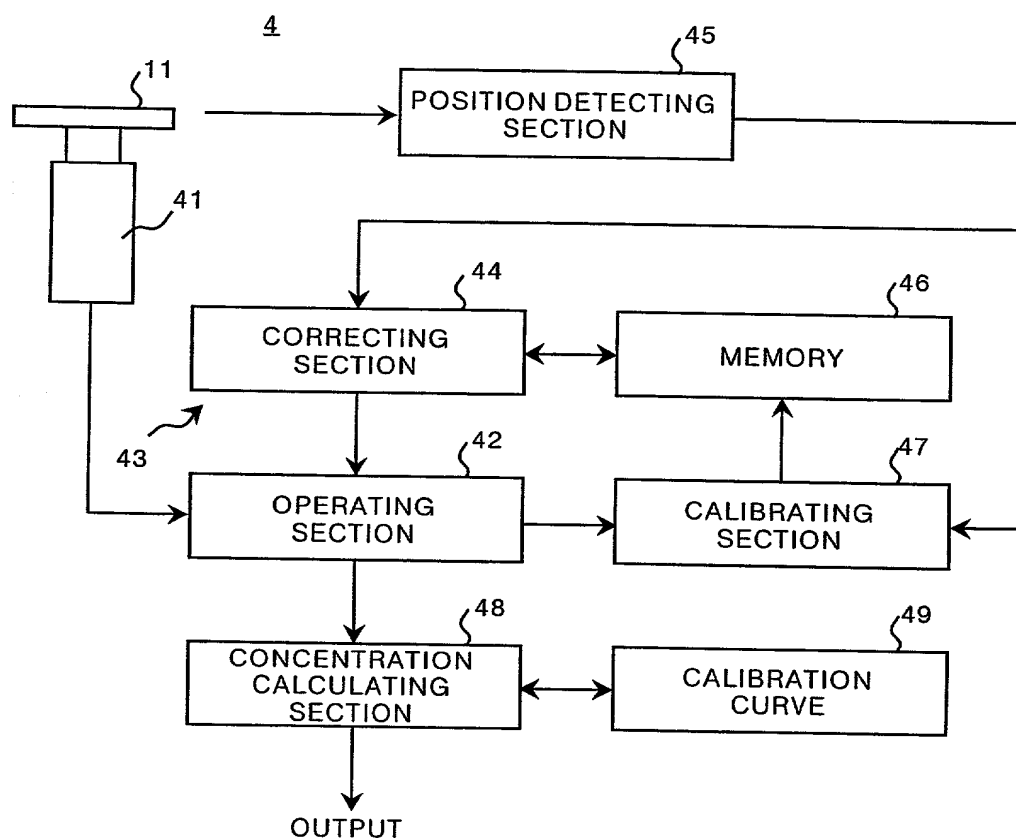 4
45
11
POSITION DETECTING
SECTION
41
44
46
CORRECTING
SECTION
MEMORY
43
42
47
OPERATING
SECTION
CALIBRATING
SECTION
48
49
CONCENTRATION
CALCULATING
SECTION
CALIBRATION
CURVE
OUTPUT